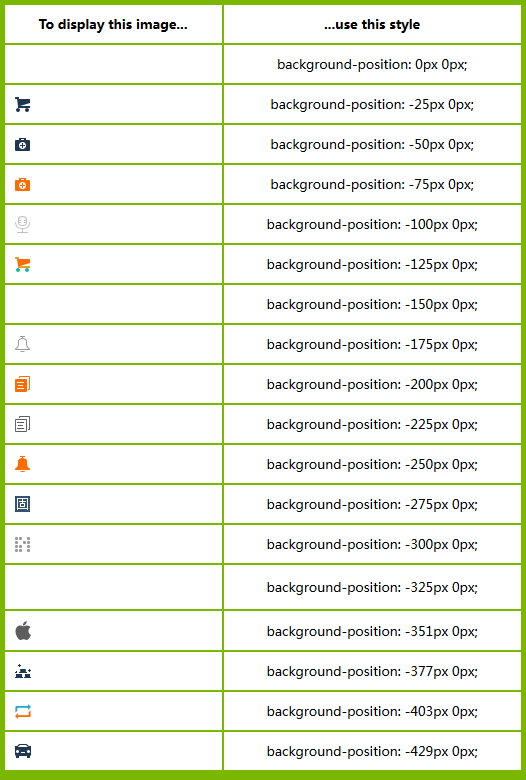 To display this image... ...use this style
background-position: 0px 0px;
background-position: -25px 0px;
background-position: -50px 0px;
background-position: -75px 0px;
background-position: -100px 0px;
background-position: -125px 0px;
background-position: -150px 0px;
background-position: -175px 0px;
background-position: -200px 0px;
background-position: -225px 0px;
background-position: -250px 0px;
background-position: -275px 0px;
background-position: -300px 0px;
background-position: -325px 0px;
background-position: -351px 0px;
background-position: -377px 0px;
background-position: -403px 0px;
background-position: -429px 0px;